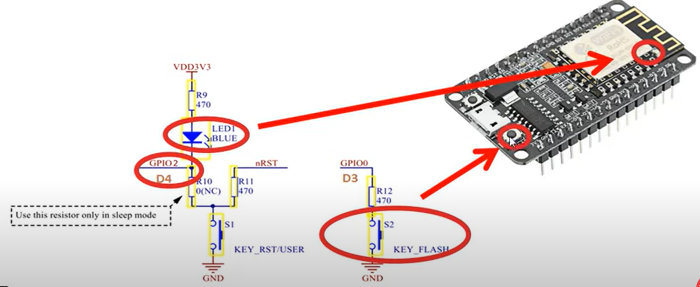 VDD3V3
R9
470
LED1
BLUE
GPIO2
nRST
GPIO0
D4
R10
0(NC)
R11
470
D3
R12
470
Use this resistor only in sleep mode
S1
KEY_RST/USER
S2
KEY_FLASH
GND
GND